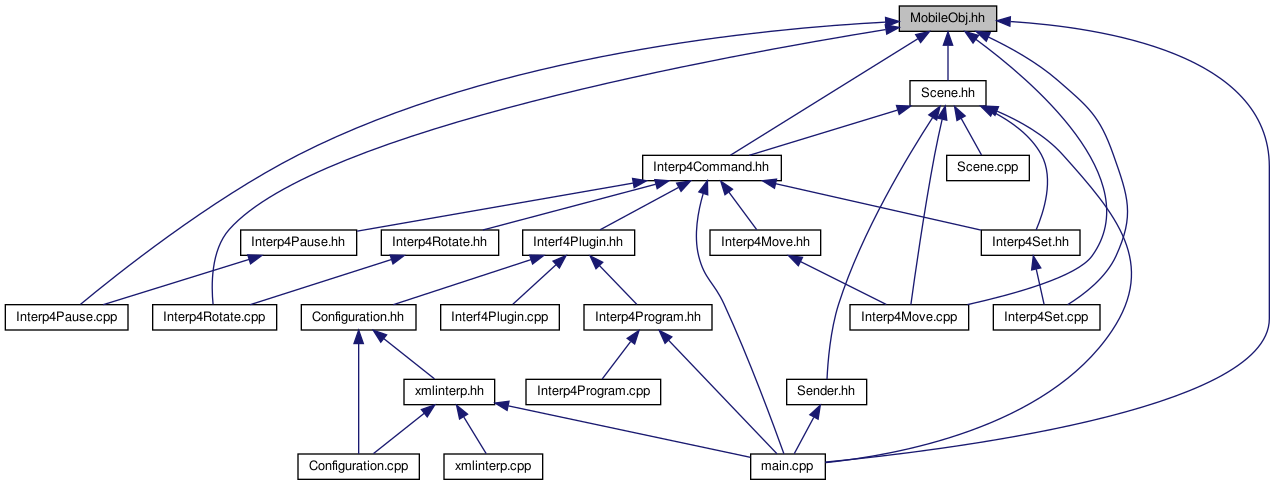 MobileObj.hh
Scene.hh
Interp4Command.hh
Scene.cpp
Interp4Pause.hh
Interp4Rotate.hh
Interf4Plugin.hh
Interp4Move.hh
Interp4Set.hh
Interp4Pause.cpp
Interp4Rotate.cpp
Configuration.hh
Interf4Plugin.cpp
Interp4Program.hh
Interp4Move.cpp
Interp4Set.cpp
xmlinterp.hh
Interp4Program.cpp
Sender.hh
Configuration.cpp
xmlinterp.cpp
main.cpp